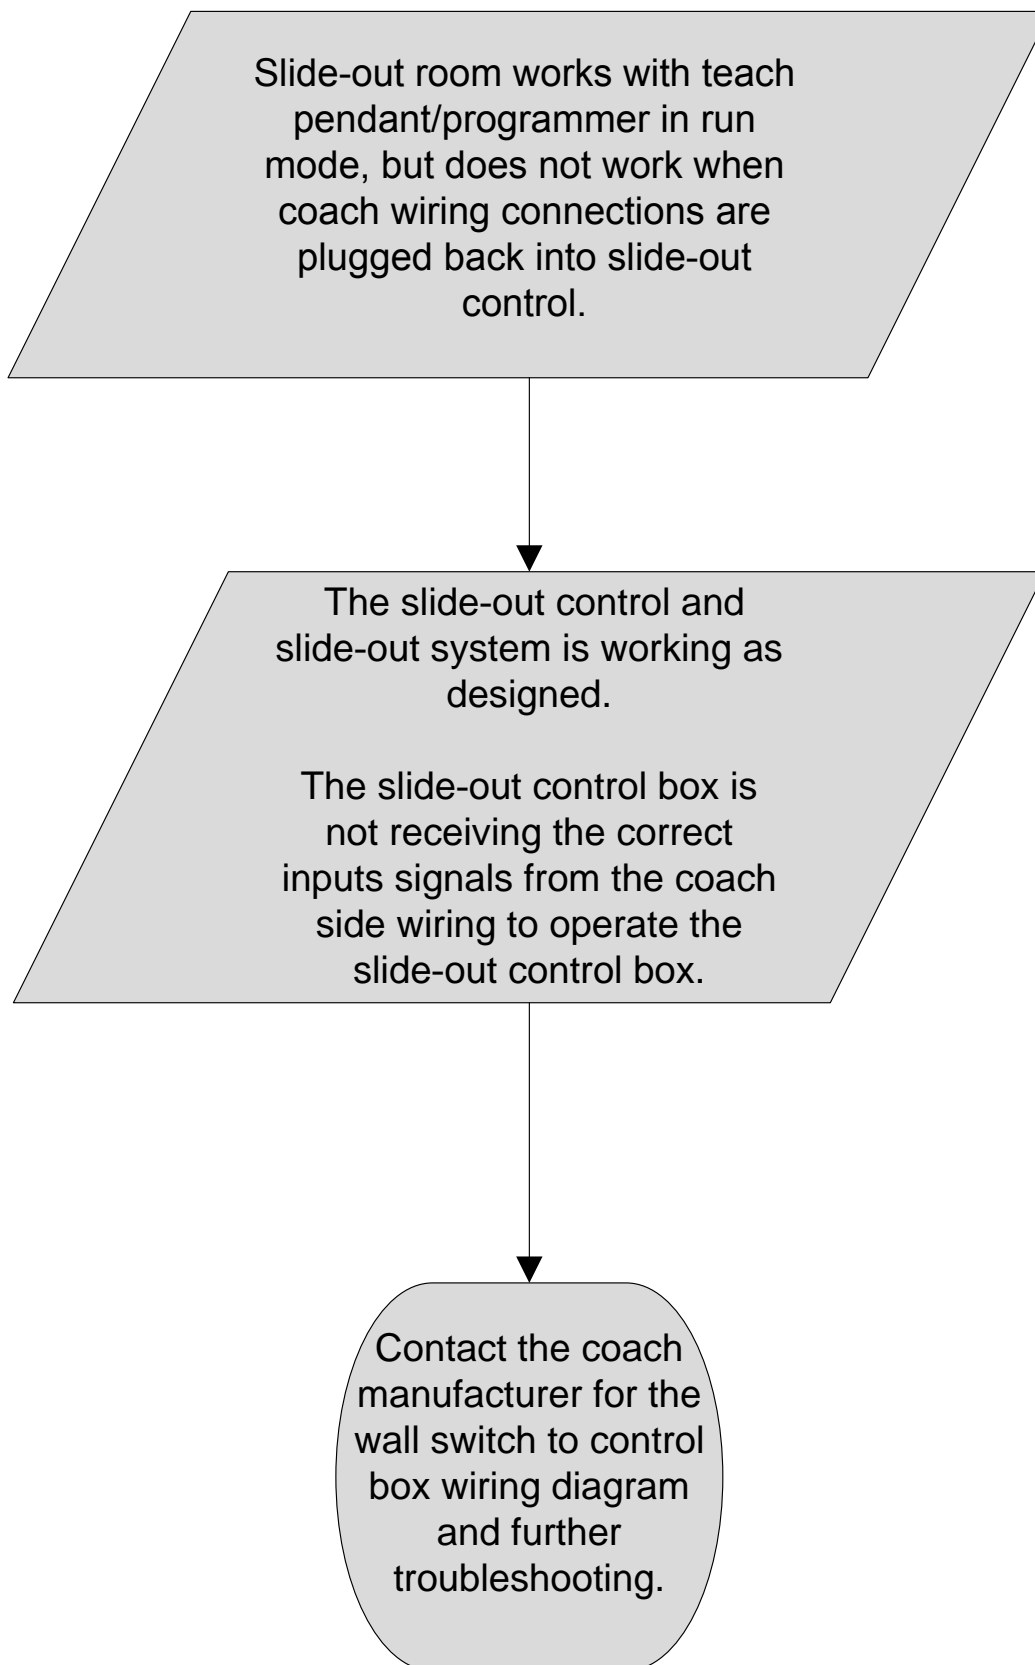 Slide-out room works with teach
pendant/programmer in run
mode, but does not work when
coach wiring connections are
plugged back into slide-out
control.
The slide-out control and
slide-out system is working as
designed.
The slide-out control box is
not receiving the correct
inputs signals from the coach
side wiring to operate the
slide-out control box.
Contact the coach
manufacturer for the
wall switch to control
box wiring diagram
and further
troubleshooting.